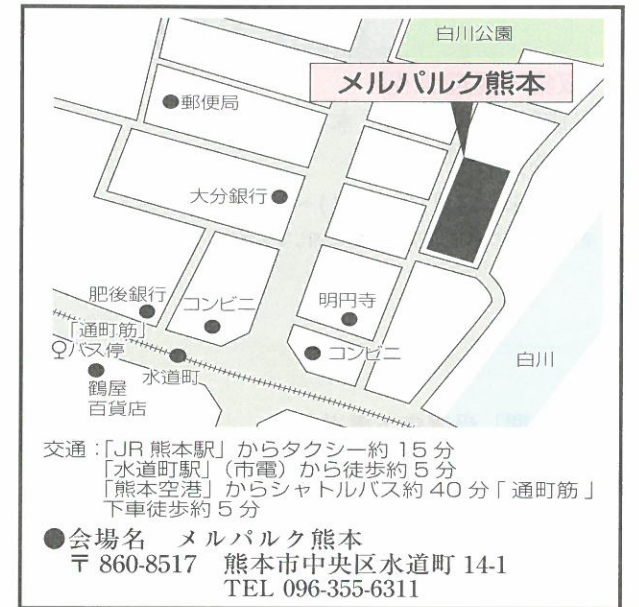 白川公園
メルパルク熊本
郵便局
大分銀行
肥後銀行
コンビニ
明円寺
「通町筋」
バス停
コンビニ
水道町
白川
鶴屋
百貨店
交通：「JR 熊本駅」からタクシー約 15 分
「水道町駅」（市電）から徒歩約 5 分
「熊本空港」からシャトルバス約 40 分「 通町筋 」
下車徒歩約 5 分
●会場名　メルパルク熊本
〒 860-8517　熊本市中央区水道町 14-1
TEL 096-355-6311